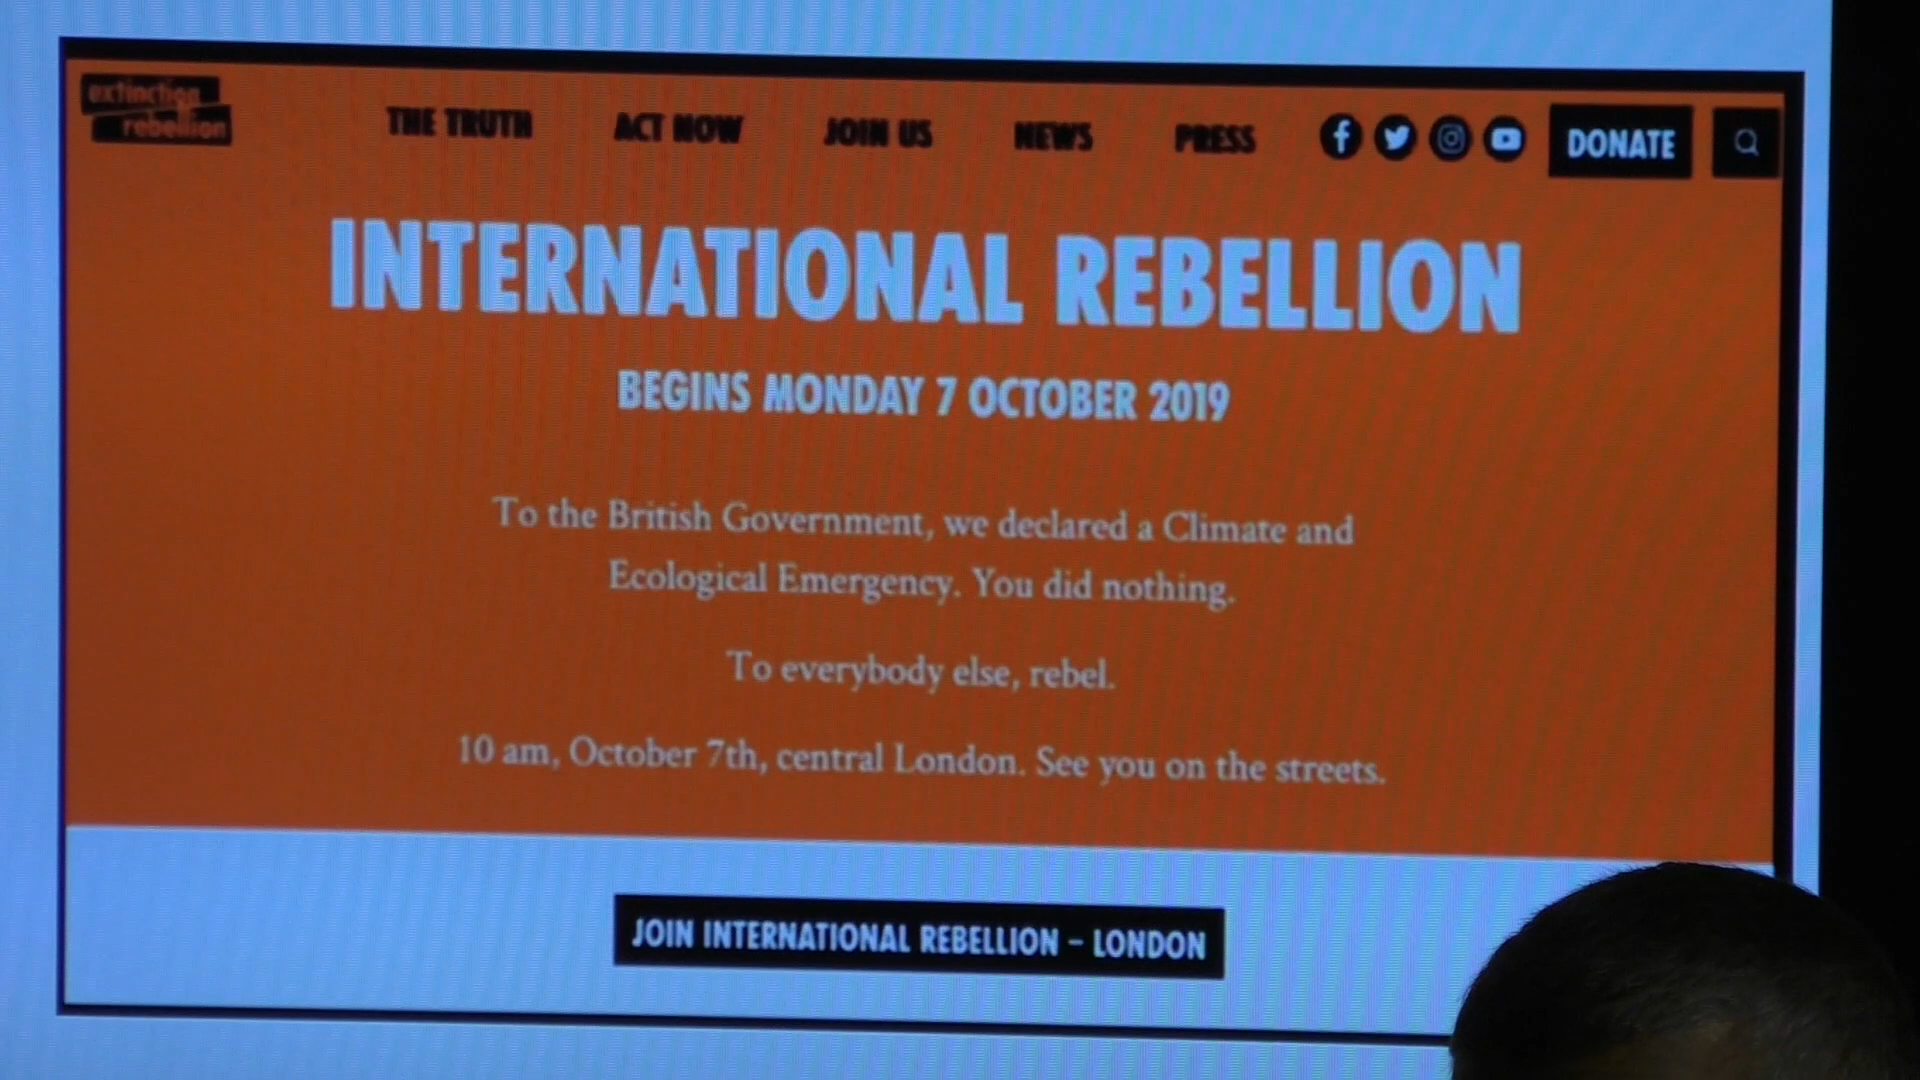 extinction
rebellion
THE TRUTH
ACT NOW
JOIN US
NEWS
PRESS
DONATE
INTERNATIONAL REBELLION
BEGINS MONDAY 7 OCTOBER 2019
To the British Government, we declared a Climate and
Ecological Emergency. You did nothing.
To everybody else, rebel.
10 am, October 7th, central London. See you on the streets.
JOIN INTERNATIONAL REBELLION – LONDON